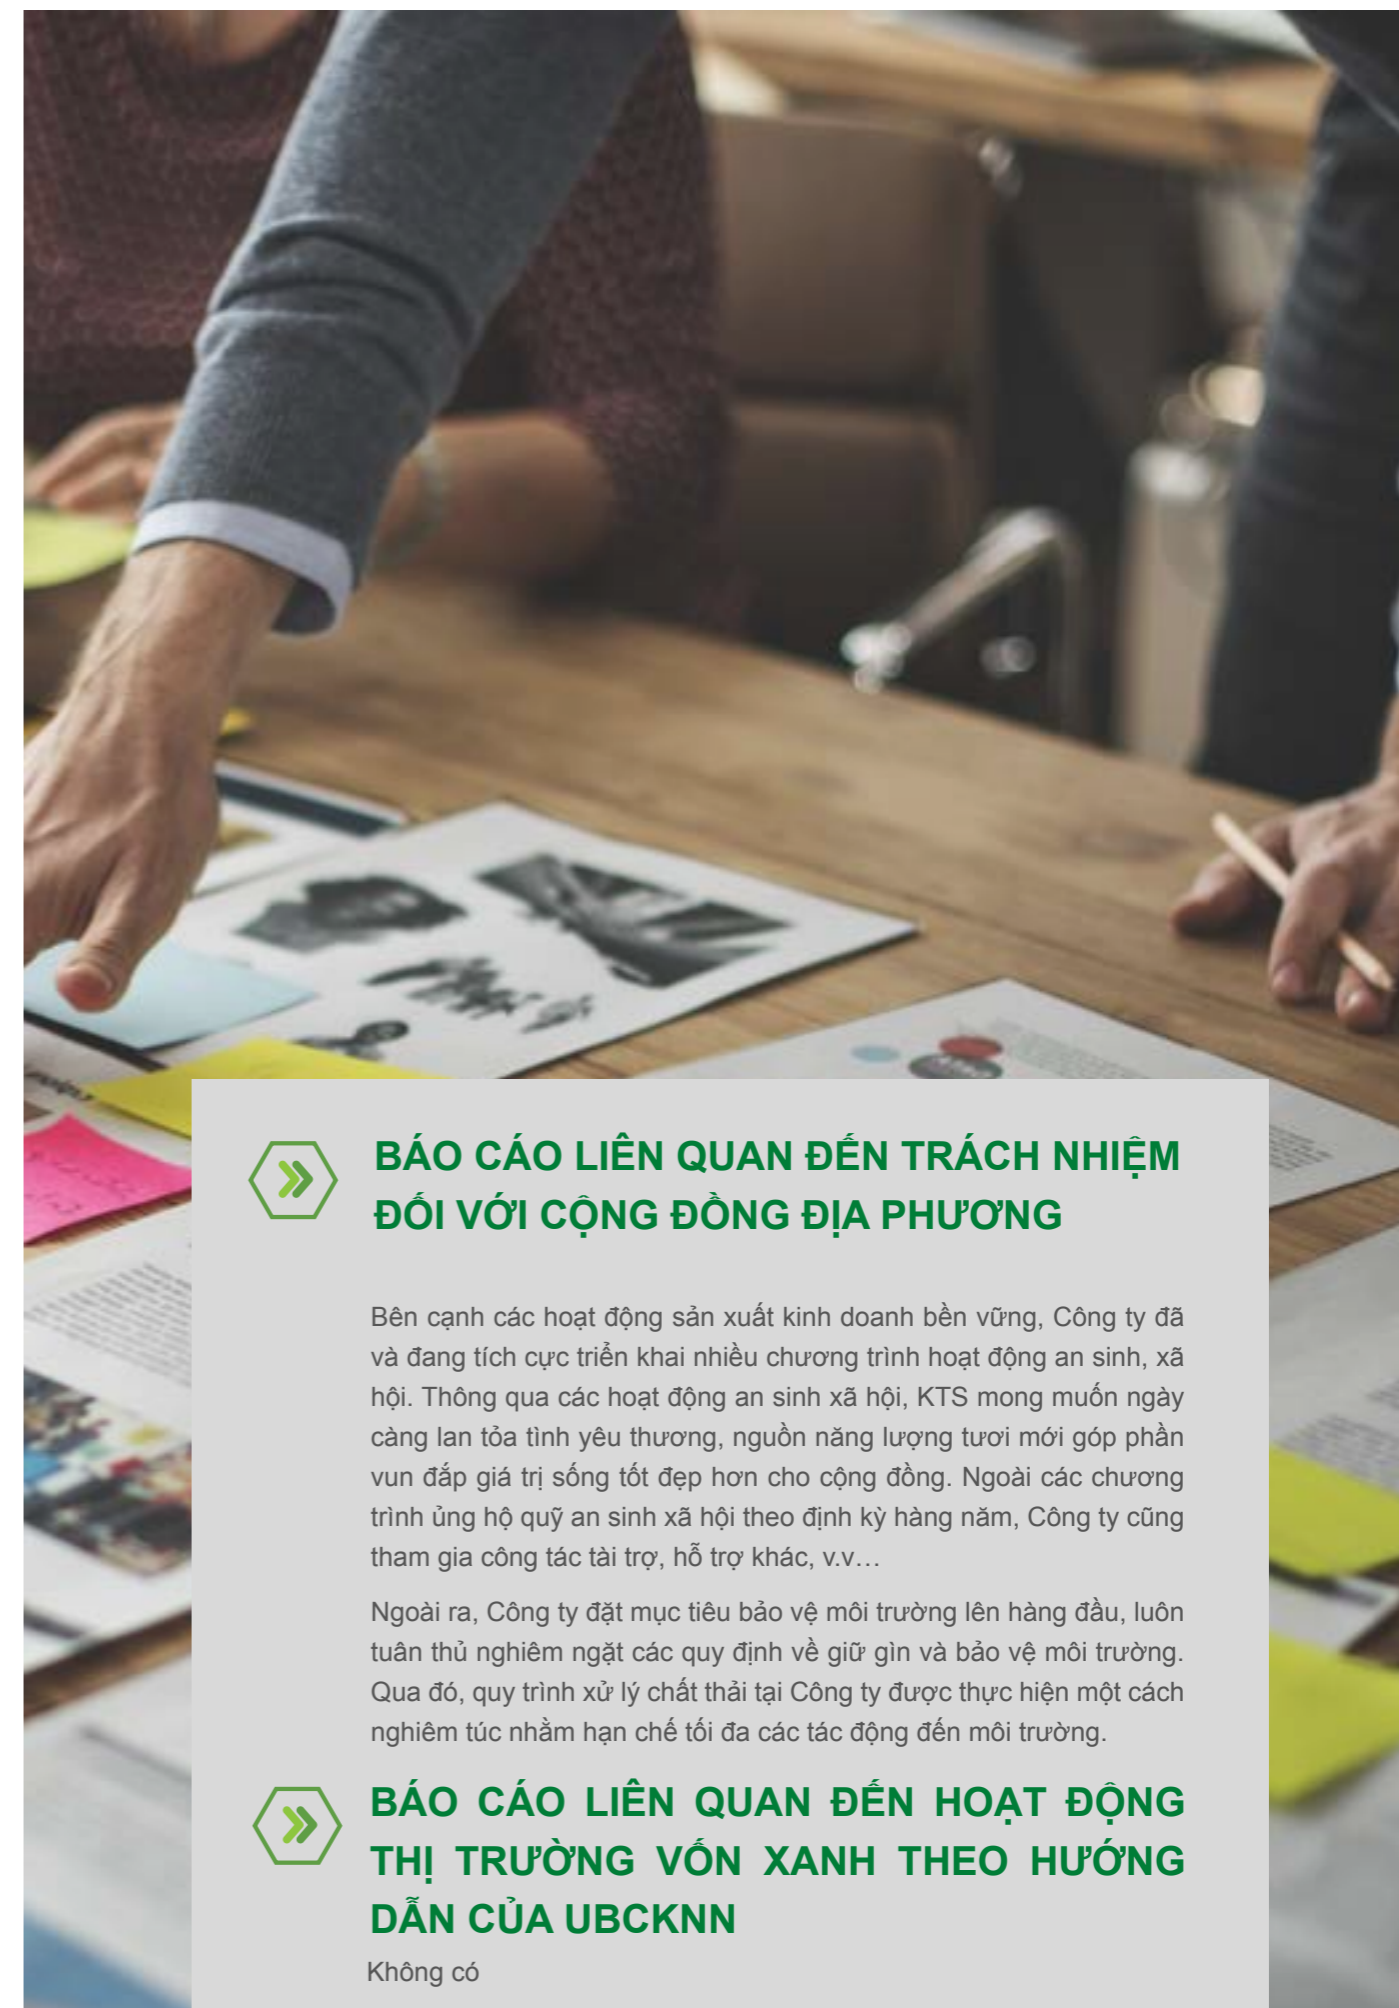 BÁO CÁO LIÊN QUAN ĐẾN TRÁCH NHIỆM
ĐỐI VỚI CỘNG ĐỒNG ĐỊA PHƯƠNG
Bên cạnh các hoạt động sản xuất kinh doanh bền vững, Công ty đã
và đang tích cực triển khai nhiều chương trình hoạt động an sinh, xã
hội. Thông qua các hoạt động an sinh xã hội, KTS mong muốn ngày
càng lan tỏa tình yêu thương, nguồn năng lượng tươi mới góp phần
vun đắp giá trị sống tốt đẹp hơn cho cộng đồng. Ngoài các chương
trình ủng hộ quỹ an sinh xã hội theo định kỳ hàng năm, Công ty cũng
tham gia công tác tài trợ, hỗ trợ khác, v.v…
Ngoài ra, Công ty đặt mục tiêu bảo vệ môi trường lên hàng đầu, luôn
tuân thủ nghiêm ngặt các quy định về giữ gìn và bảo vệ môi trường.
Qua đó, quy trình xử lý chất thải tại Công ty được thực hiện một cách
nghiêm túc nhằm hạn chế tối đa các tác động đến môi trường.
BÁO CÁO LIÊN QUAN ĐẾN HOẠT ĐỘNG
THỊ TRƯỜNG VỐN XANH THEO HƯỚNG
DẪN CỦA UBCKNN
Không có